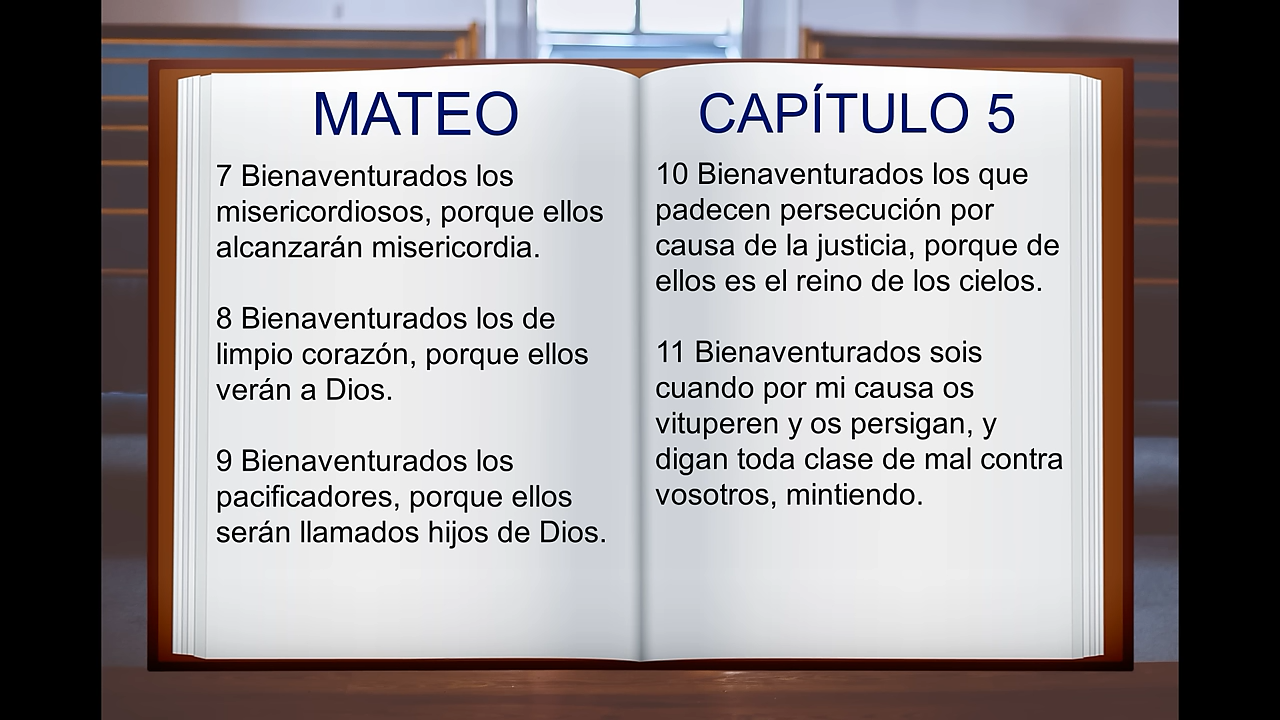 MATEO
7 Bienaventurados los
misericordiosos, porque ellos
alcanzarán misericordia.
8 Bienaventurados los de
limpio corazón, porque ellos
verán a Dios.
9 Bienaventurados los
pacificadores, porque ellos
serán llamados hijos de Dios.
CAPÍTULO 5
10 Bienaventurados los que
padecen persecución por
causa de la justicia, porque de
ellos es el reino de los cielos.
11 Bienaventurados sois
cuando por mi causa os
vituperen y os persigan, y
digan toda clase de mal contra
vosotros, mintiendo.